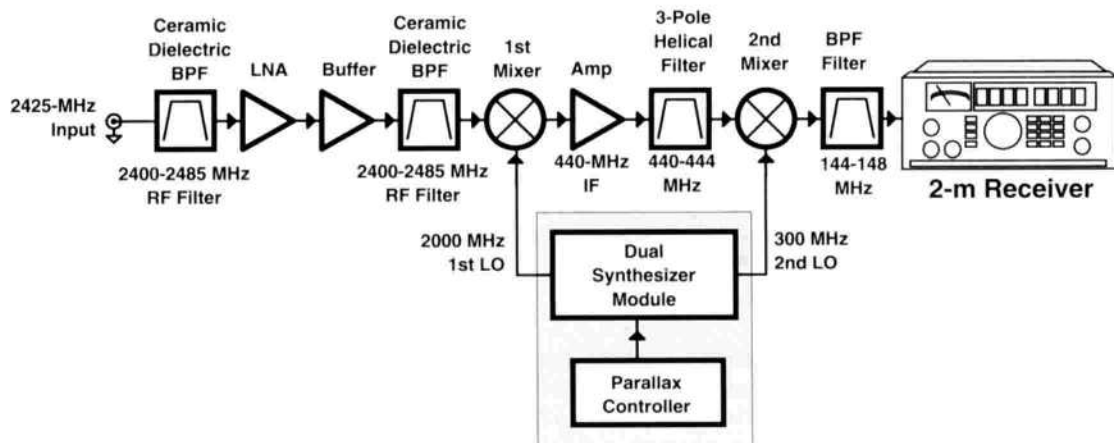 Ceramic
Dielectric
BPF
LNA
Buffer
Ceramic
Dielectric
BPF
1st
Mixer
Amp
3-Pole
Helical
Filter
2nd
Mixer
BPF
Filter
2425-MHz
Input
2400-2485 MHz
RF Filter
2400-2485 MHz
RF Filter
440-MHz
IF
440-444
MHz
144-148
MHz
2-m Receiver
2000 MHz
1st LO
Dual
Synthesizer
Module
300 MHz
2nd LO
Parallax
Controller